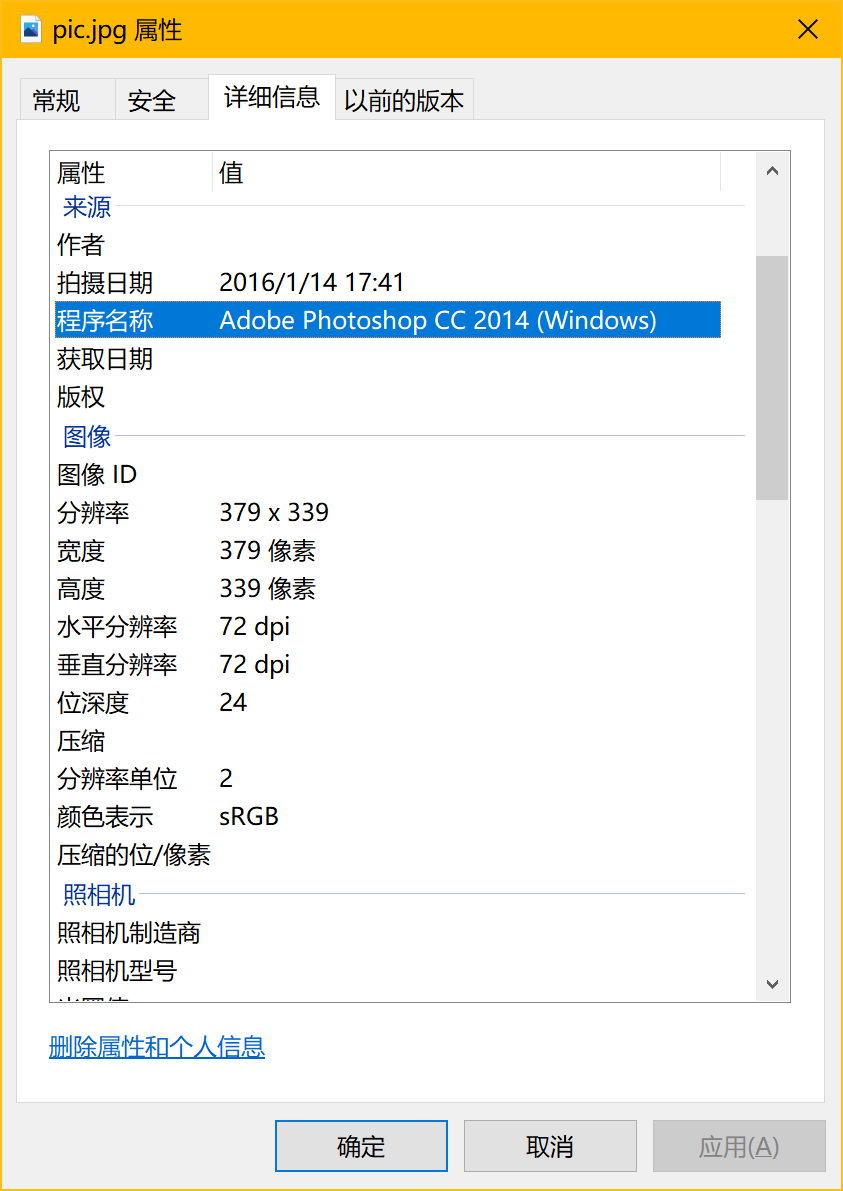 pic.jpg 属性
常规 安全 详细信息 以前的版本
属性 值
来源
作者
拍摄日期 2016/1/14 17:41
程序名称 Adobe Photoshop CC 2014 (Windows)
获取日期
版权
图像
图像 ID
分辨率 379 x 339
宽度 379 像素
高度 339 像素
水平分辨率 72 dpi
垂直分辨率 72 dpi
位深度 24
压缩
分辨率单位 2
颜色表示 sRGB
压缩的位/像素
照相机
照相机制造商
照相机型号
删除属性和个人信息
确定 取消 应用(A)